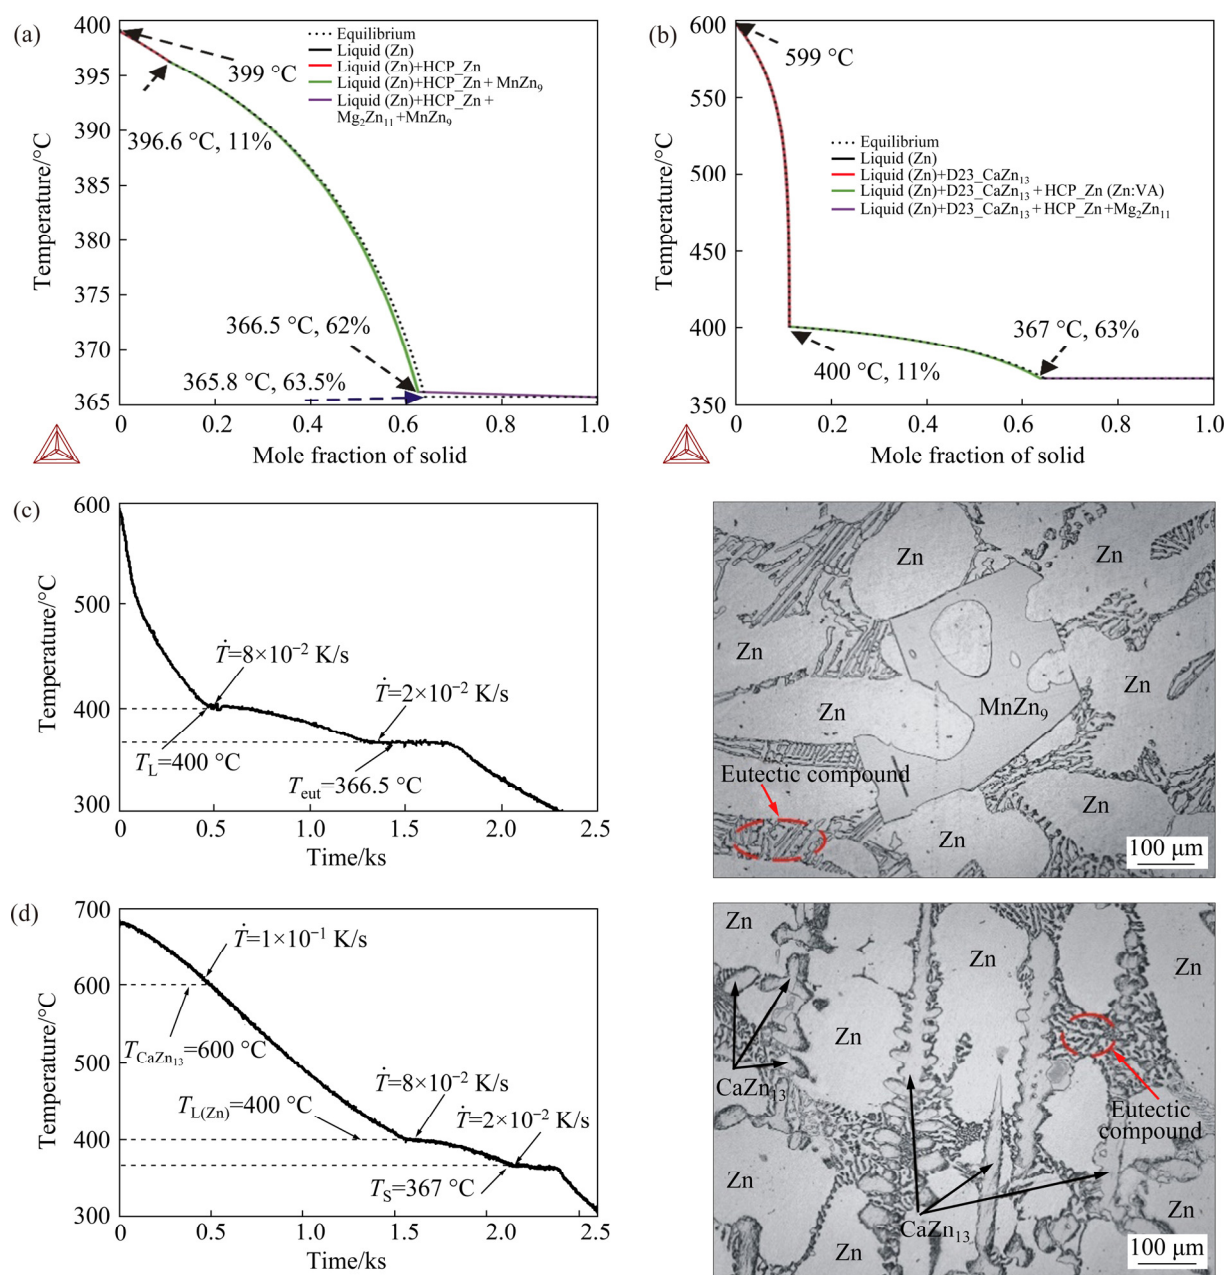 (a)
400
395
390
385
380
375
370
365
Temperature/°C
0
0.2
0.4
0.6
0.8
1.0
Mole fraction of solid
399 °C
396.6 °C, 11%
366.5 °C, 62%
365.8 °C, 63.5%
Equilibrium
Liquid (Zn)
Liquid (Zn)+HCP_Zn
Liquid (Zn)+HCP_Zn + MnZn₉
Liquid (Zn)+HCP_Zn +
Mg₂Zn₁₁+MnZn₉
(b)
600
550
500
450
400
350
Temperature/°C
0
0.2
0.4
0.6
0.8
1.0
Mole fraction of solid
599 °C
Equilibrium
Liquid (Zn)
Liquid (Zn)+D23_CaZn₁₃
Liquid (Zn)+D23_CaZn₁₃ + HCP_Zn (Zn:VA)
Liquid (Zn)+D23_CaZn₁₃ + HCP_Zn +Mg₂Zn₁₁
367 °C, 63%
400 °C, 11%
(c)
600
500
400
300
Temperature/°C
0
0.5
1.0
1.5
2.0
2.5
Time/ks
Ṫ=8×10⁻² K/s
Ṫ=2×10⁻² K/s
T_L=400 °C
T_eut=366.5 °C
Zn
Zn
Zn
Zn
Zn
MnZn₉
Eutectic compound
Zn
Zn
100 μm
(d)
700
600
500
400
300
Temperature/°C
0
0.5
1.0
1.5
2.0
2.5
Time/ks
Ṫ=1×10⁻¹ K/s
T_CaZn₁₃=600 °C
Ṫ=8×10⁻² K/s
T_L(Zn)=400 °C
Ṫ=2×10⁻² K/s
T_S=367 °C
Zn
Zn
Zn
Zn
CaZn₁₃
Eutectic
compound
Zn
Zn
CaZn₁₃
Zn
100 μm